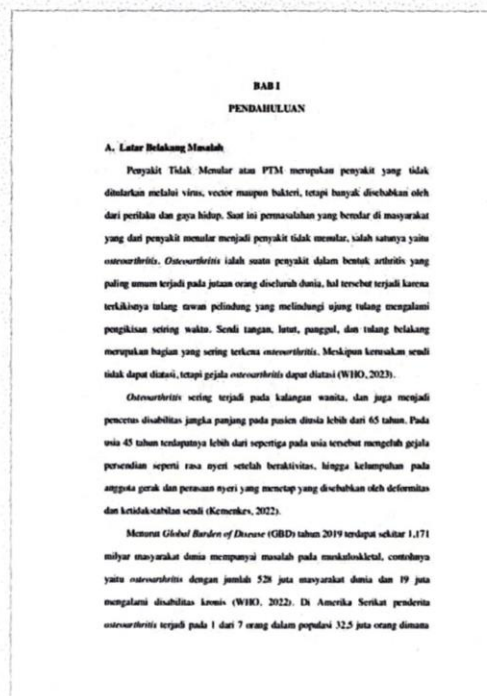 BAB I
PENDAHULUAN
A. Latar Belakang Masalah
Penyakit Tidak Menular atau PTM merupakan penyakit yang tidak
ditularkan melalui virus, vector maupun bakteri, tetapi banyak disebabkan oleh
dari perilaku dan gaya hidup. Saat ini permasalahan yang beredar di masyarakat
yang dari penyakit menular menjadi penyakit tidak menular, salah satunya yaitu
osteoarthritis. Osteoarthritis ialah suatu penyakit dalam bentuk arthritis yang
paling umum terjadi pada jutaan orang diseluruh dunia, hal tersebut terjadi karena
terkikisnya tulang rawan pelindung yang melindungi ujung tulang mengalami
pengikisan seiring waktu. Sendi tangan, lutut, panggul, dan tulang belakang
merupakan bagian yang sering terkena osteoarthritis. Meskipun kerusakan sendi
tidak dapat diatasi, tetapi gejala osteoarthritis dapat diatasi (WHO, 2023).
Osteoarthritis sering terjadi pada kalangan wanita, dan juga menjadi
pencetus disabilitas jangka panjang pada pasien diusia lebih dari 65 tahun. Pada
usia 45 tahun terdapatnya lebih dari sepertiga pada usia tersebut mengeluh gejala
persendian seperti rasa nyeri setelah beraktivitas, hingga kelumpuhan pada
anggota gerak dan perasaan nyeri yang menetap yang disebabkan oleh deformitas
dan ketidakstabilan sendi (Kemenkes, 2022).
Menurut Global Burden of Disease (GBD) tahun 2019 terdapat sekitar 1,171
milyar masyarakat dunia mempunyai masalah pada muskuloskletal, contohnya
yaitu osteoarthritis dengan jumlah 528 juta masyarakat dunia dan 19 juta
mengalami disabilitas kronis (WHO, 2022). Di Amerika Serikat penderita
osteoarthritis terjadi pada 1 dari 7 orang dalam populasi 32,5 juta orang dimana